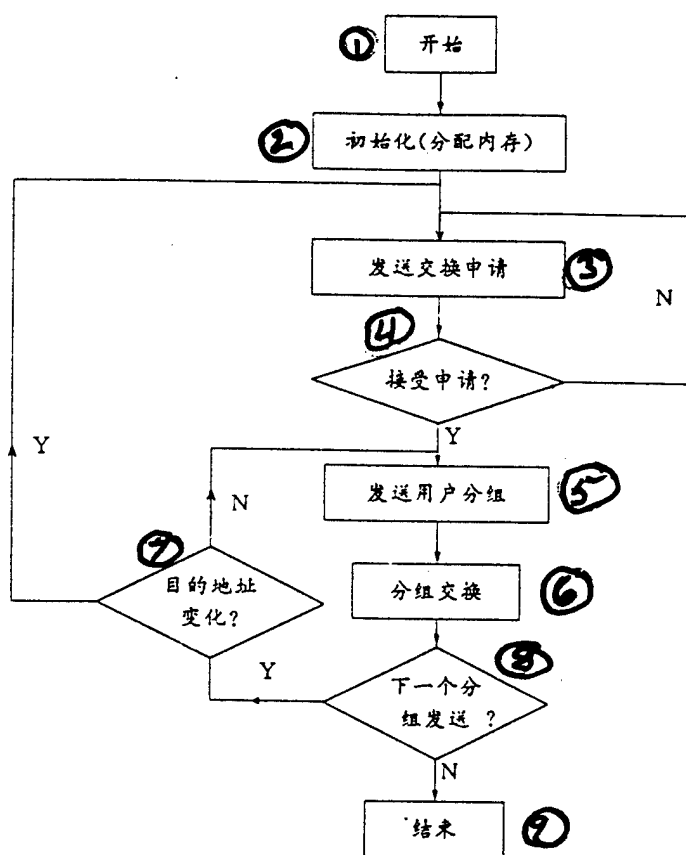 ① 开始
② 初始化(分配内存)
③ 发送交换申请
N
④
接受申请?
Y
Y
⑤ 发送用户分组
N
⑦
目的地址
变化?
⑥ 分组交换
⑧
Y
下一个分
组发送 ?
N
⑨ 结束